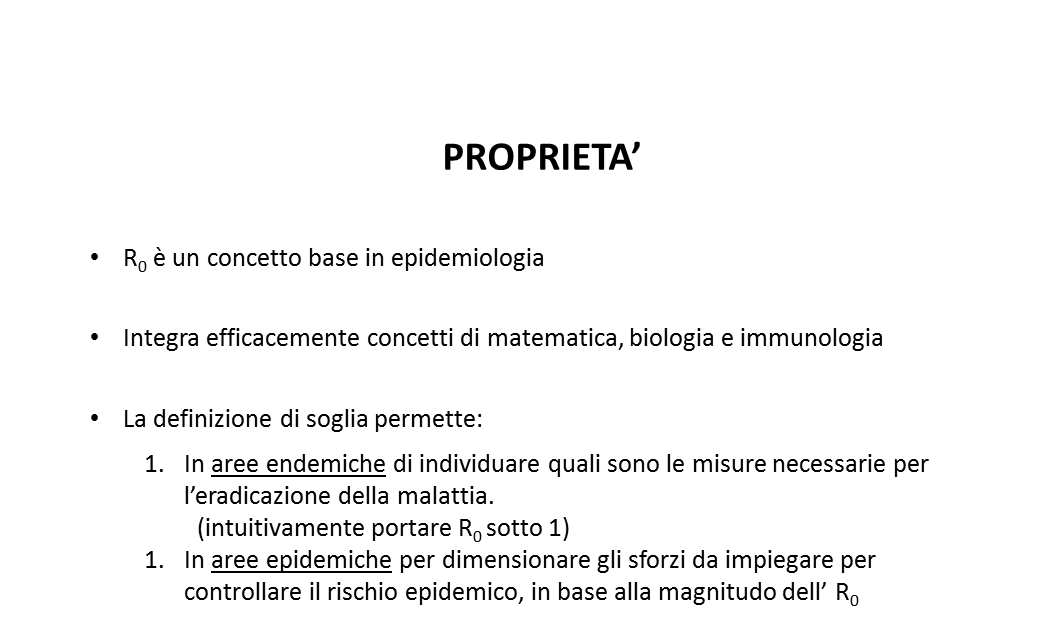 PROPRIETA’
• R0 è un concetto base in epidemiologia
• Integra efficacemente concetti di matematica, biologia e immunologia
• La definizione di soglia permette:
1. In aree endemiche di individuare quali sono le misure necessarie per
l’eradicazione della malattia.
(intuitivamente portare R0 sotto 1)
1. In aree epidemiche per dimensionare gli sforzi da impiegare per
controllare il rischio epidemico, in base alla magnitudo dell’ R0